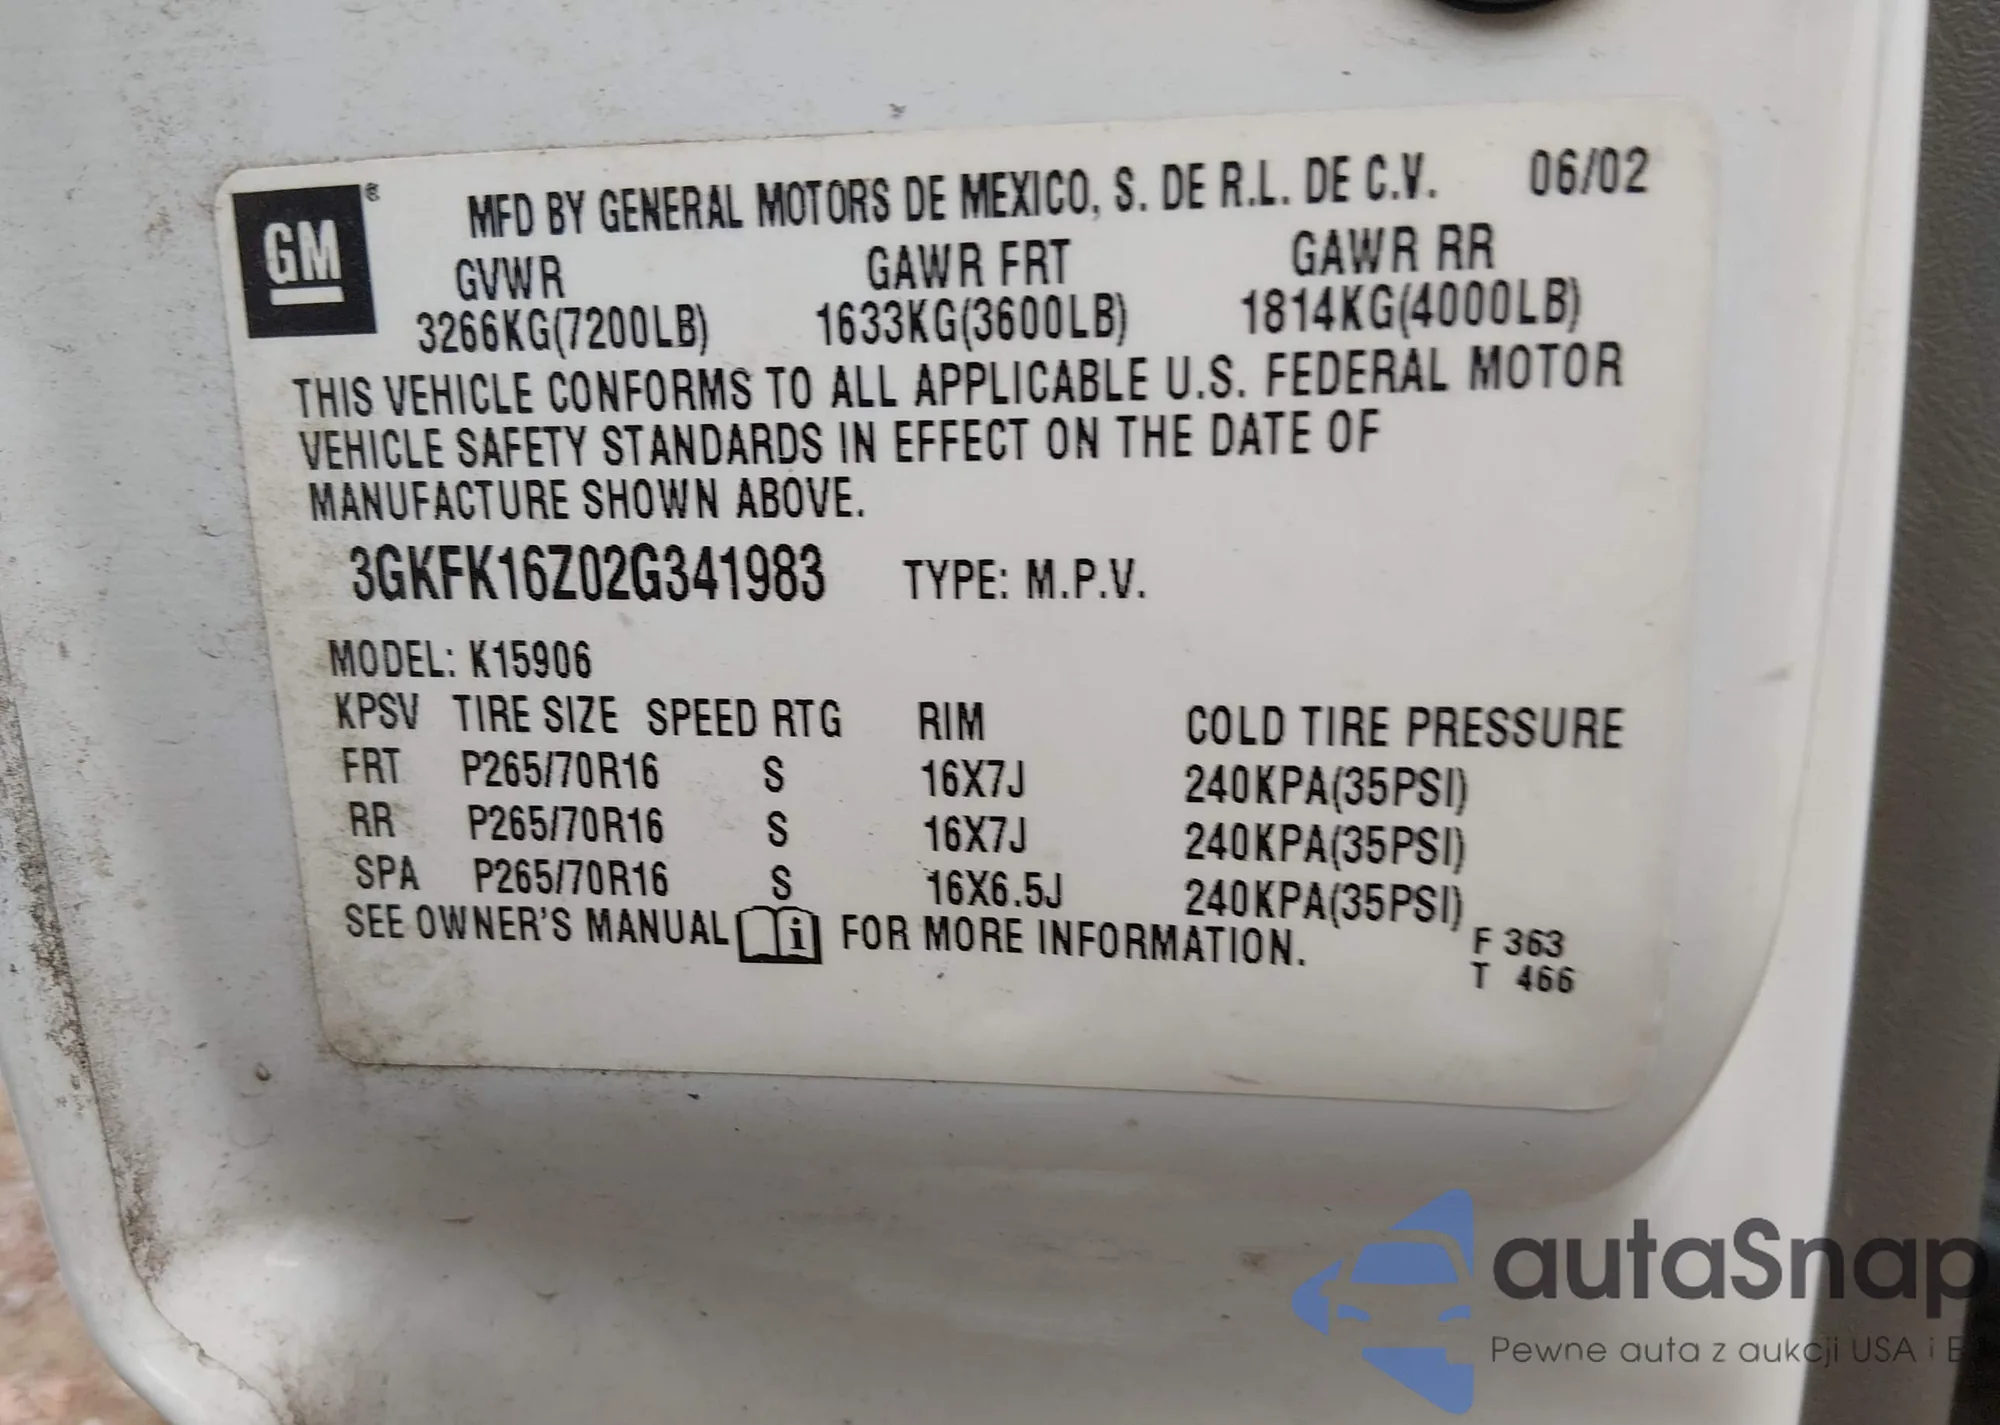 GM ®
MFD BY GENERAL MOTORS DE MEXICO, S. DE R.L. DE C.V. 06/02
GVWR GAWR FRT GAWR RR
3266KG(7200LB) 1633KG(3600LB) 1814KG(4000LB)
THIS VEHICLE CONFORMS TO ALL APPLICABLE U.S. FEDERAL MOTOR
VEHICLE SAFETY STANDARDS IN EFFECT ON THE DATE OF
MANUFACTURE SHOWN ABOVE.
3GKFK16Z02G341983 TYPE: M.P.V.
MODEL: K15906
KPSV TIRE SIZE SPEED RTG RIM COLD TIRE PRESSURE
FRT P265/70R16 S 16X7J 240KPA(35PSI)
RR P265/70R16 S 16X7J 240KPA(35PSI)
SPA P265/70R16 S 16X6.5J 240KPA(35PSI)
SEE OWNER'S MANUAL i FOR MORE INFORMATION.
F 363
T 466
autaSnap
Pewne auta z aukcji USA i